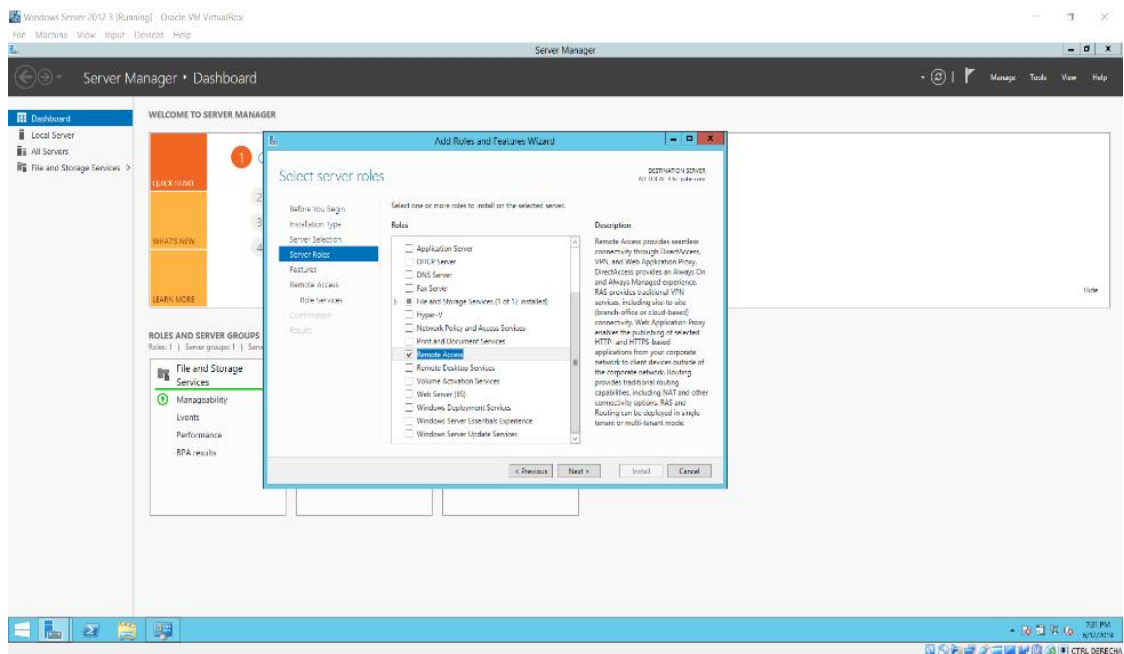 Windows Server 2012 3 [Running] - Oracle VM VirtualBox
File Machine View Input Devices Help
Server Manager
Server Manager • Dashboard
Manage Tools View Help
Dashboard
Local Server
All Servers
File and Storage Services
WELCOME TO SERVER MANAGER
QUICK START
WHAT'S NEW
LEARN MORE
1
2
3
4
Hide
ROLES AND SERVER GROUPS
Roles: 1 | Server groups: 1 |
File and Storage
Services
Manageability
Events
Performance
BPA results
Add Roles and Features Wizard
Select server roles
DESTINATION SERVER
Before You Begin
Installation Type
Server Selection
Server Roles
Features
Remote Access
Role Services
Confirmation
Results
Select one or more roles to install on the selected server.
Roles
Application Server
DHCP Server
DNS Server
Fax Server
File and Storage Services (1 of 12 installed)
Hyper-V
Network Policy and Access Services
Print and Document Services
Remote Access
Remote Desktop Services
Volume Activation Services
Web Server (IIS)
Windows Deployment Services
Windows Server Essentials Experience
Windows Server Update Services
Description
Remote Access provides seamless
connectivity through DirectAccess,
VPN, and Web Application Proxy.
DirectAccess provides an Always On
and Always Managed experience.
RAS provides traditional VPN
services, including site-to-site
(branch-office or cloud-based)
connectivity. Web Application Proxy
enables the publishing of selected
HTTP- and HTTPS-based
applications from your corporate
network to client devices outside of
the corporate network. Routing
provides traditional routing
capabilities, including NAT and other
connectivity options. RAS and
Routing can be deployed in single
tenant or multi-tenant mode.
< Previous Next > Install Cancel
7:31 PM
6/12/2019
CTRL DERECHA